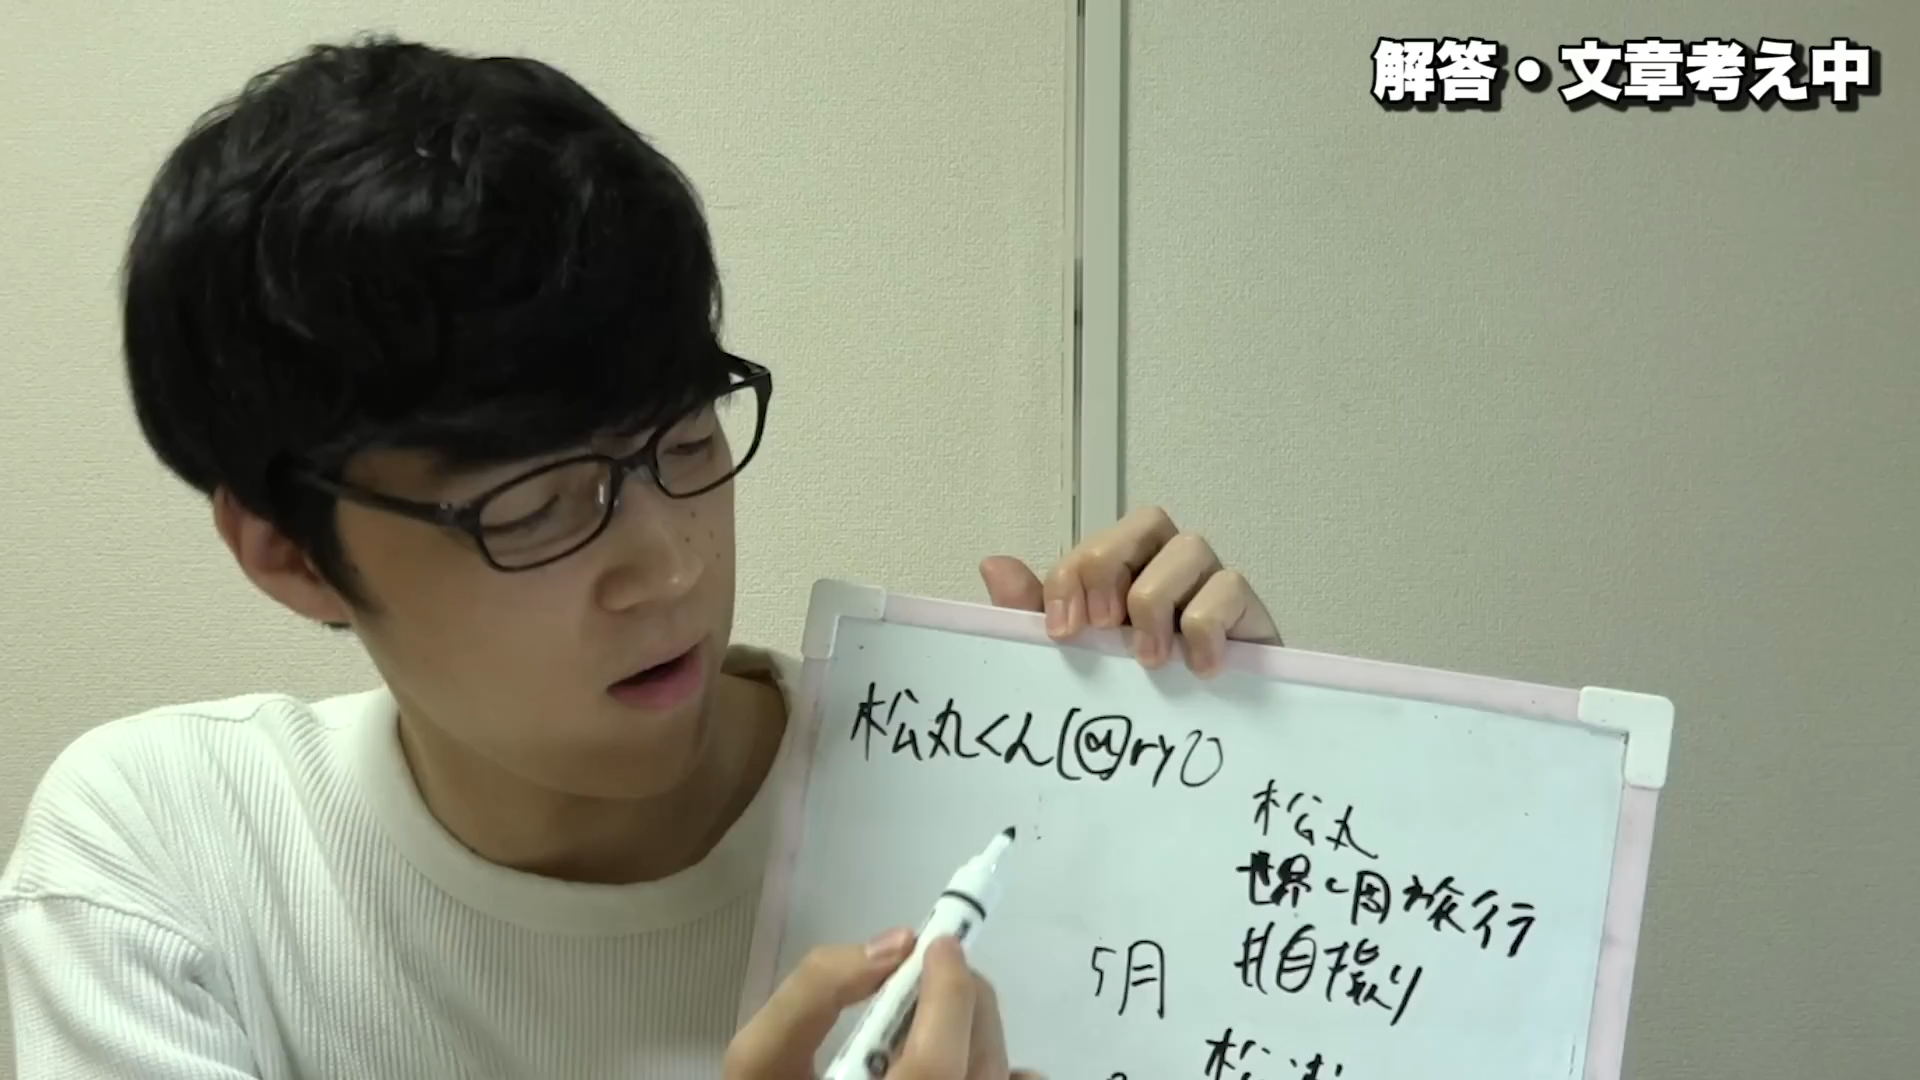 解答・文章考え中
松丸くん(@ry
松丸
世界一周旅行
#自撮り
5月